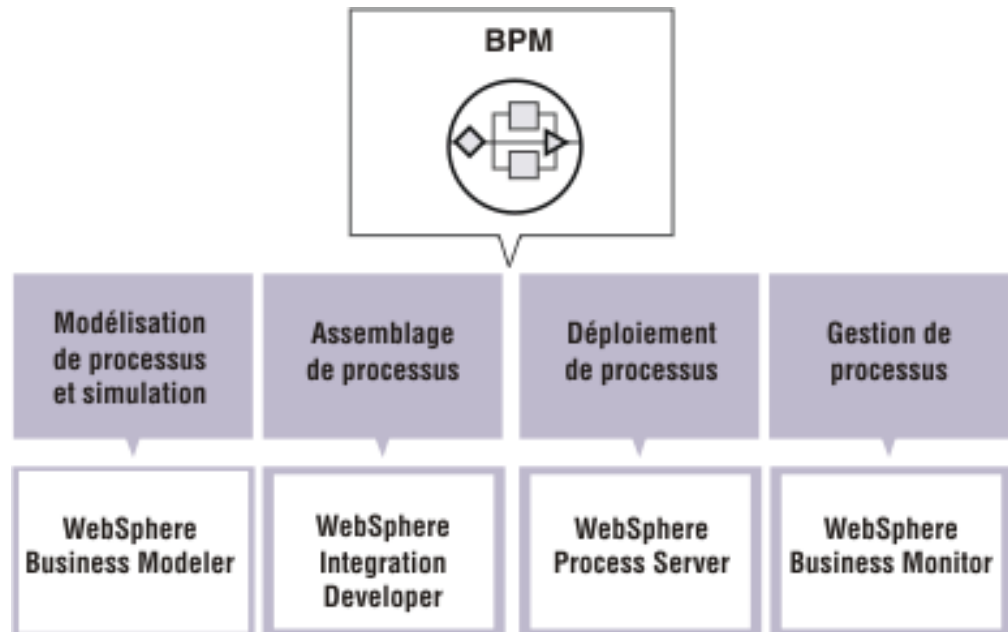 BPM
Modélisation
de processus
et simulation
Assemblage
de processus
Déploiement
de processus
Gestion de
processus
WebSphere
Business Modeler
WebSphere
Integration
Developer
WebSphere
Process Server
WebSphere
Business Monitor